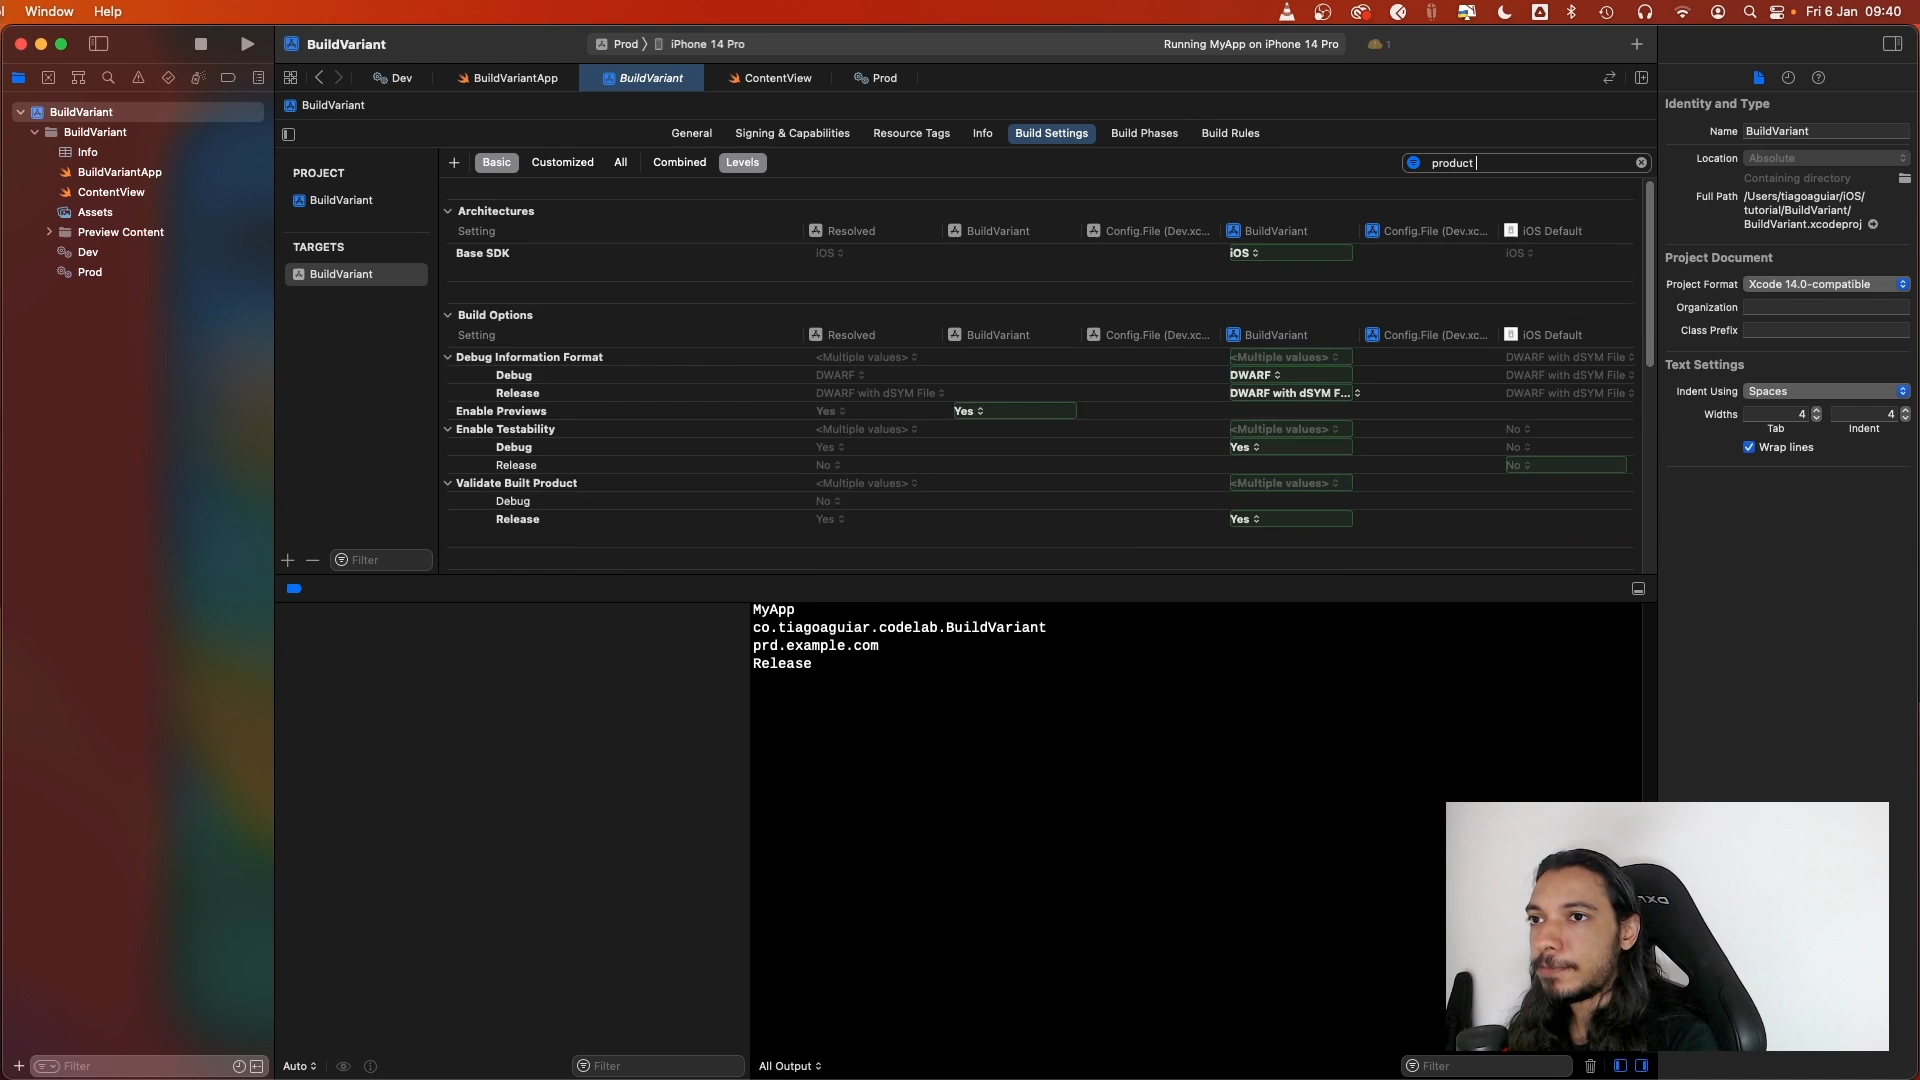 Window Help
Fri 6 Jan 09:40
BuildVariant
Prod
iPhone 14 Pro
Running MyApp on iPhone 14 Pro
1
Dev
BuildVariantApp
BuildVariant
ContentView
Prod
BuildVariant
BuildVariant
Info
BuildVariantApp
ContentView
Assets
Preview Content
Dev
Prod
Filter
BuildVariant
General Signing & Capabilities Resource Tags Info Build Settings Build Phases Build Rules
PROJECT
BuildVariant
TARGETS
BuildVariant
Filter
Basic Customized All Combined Levels
product
Architectures
Setting Resolved BuildVariant Config.File (Dev.xc... BuildVariant Config.File (Dev.xc... iOS Default
Base SDK iOS iOS iOS
Build Options
Setting Resolved BuildVariant Config.File (Dev.xc... BuildVariant Config.File (Dev.xc... iOS Default
Debug Information Format <Multiple values> <Multiple values> DWARF with dSYM File
Debug DWARF DWARF DWARF with dSYM File
Release DWARF with dSYM File DWARF with dSYM F... DWARF with dSYM File
Enable Previews Yes Yes
Enable Testability <Multiple values> <Multiple values> No
Debug Yes Yes No
Release No No
Validate Built Product <Multiple values> <Multiple values>
Debug No
Release Yes Yes
MyApp
co.tiagoaguiar.codelab.BuildVariant
prd.example.com
Release
Auto
Filter
All Output
Filter
Identity and Type
Name BuildVariant
Location Absolute
Containing directory
Full Path /Users/tiagoaguiar/iOS/
tutorial/BuildVariant/
BuildVariant.xcodeproj
Project Document
Project Format Xcode 14.0-compatible
Organization
Class Prefix
Text Settings
Indent Using Spaces
Widths 4 4
Tab Indent
Wrap lines